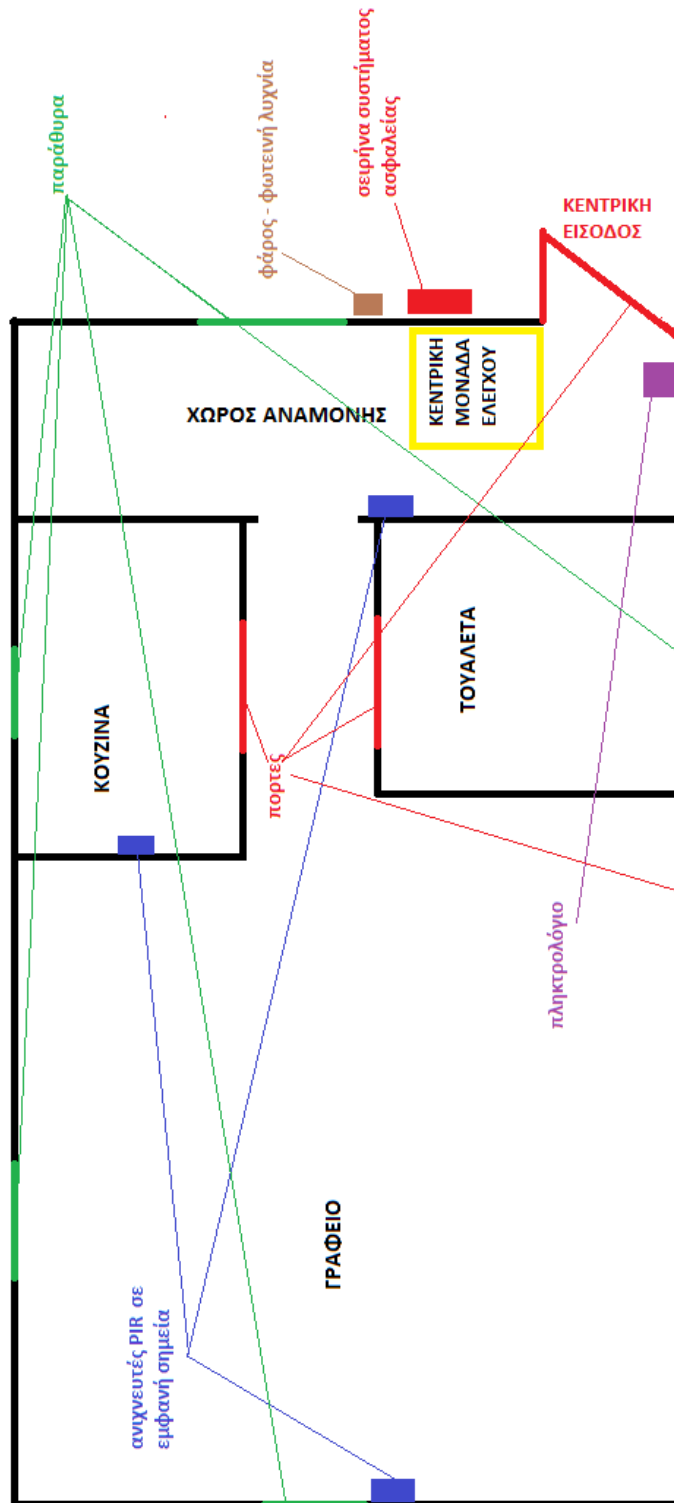 παράθυρα
φάρος - φωτεινή λυχνία
σειρήνα συστήματος
ασφαλείας
ΚΕΝΤΡΙΚΗ
ΕΙΣΟΔΟΣ
ΧΩΡΟΣ ΑΝΑΜΟΝΗΣ
ΚΕΝΤΡΙΚΗ
ΜΟΝΑΔΑ
ΕΛΕΓΧΟΥ
ΚΟΥΖΙΝΑ
πορτες
ΤΟΥΑΛΕΤΑ
πληκτρολόγιο
ΓΡΑΦΕΙΟ
ανιχνευτές PIR σε
εμφανή σημεία